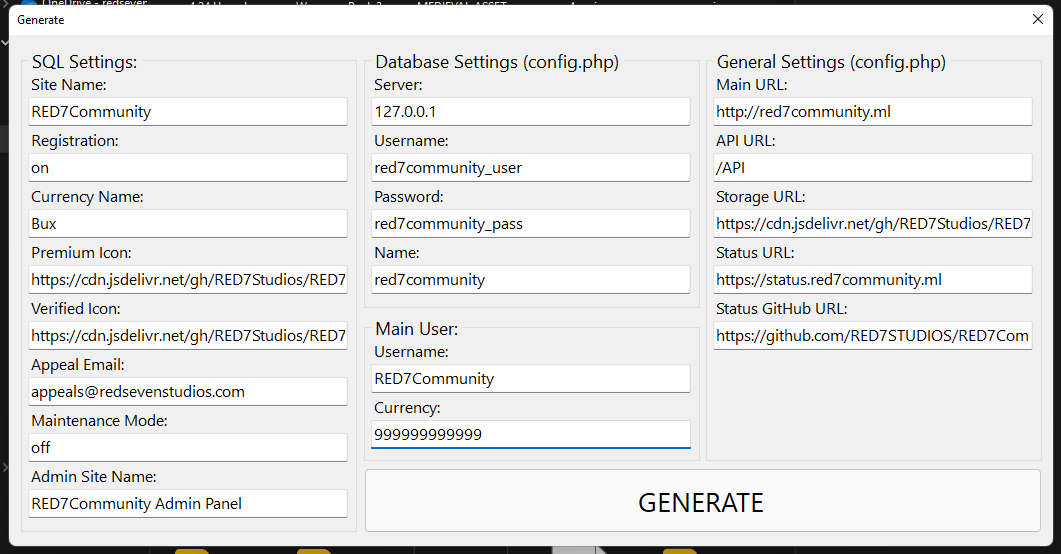 OneDrive - redsever
Generate
SQL Settings:
Site Name:
RED7Community
Registration:
on
Currency Name:
Bux
Premium Icon:
https://cdn.jsdelivr.net/gh/RED7Studios/RED7
Verified Icon:
https://cdn.jsdelivr.net/gh/RED7Studios/RED7
Appeal Email:
appeals@redsevenstudios.com
Maintenance Mode:
off
Admin Site Name:
RED7Community Admin Panel
Database Settings (config.php)
Server:
127.0.0.1
Username:
red7community_user
Password:
red7community_pass
Name:
red7community
Main User:
Username:
RED7Community
Currency:
999999999999
General Settings (config.php)
Main URL:
http://red7community.ml
API URL:
/API
Storage URL:
https://cdn.jsdelivr.net/gh/RED7Studios/RED7
Status URL:
https://status.red7community.ml
Status GitHub URL:
https://github.com/RED7STUDIOS/RED7Com
GENERATE